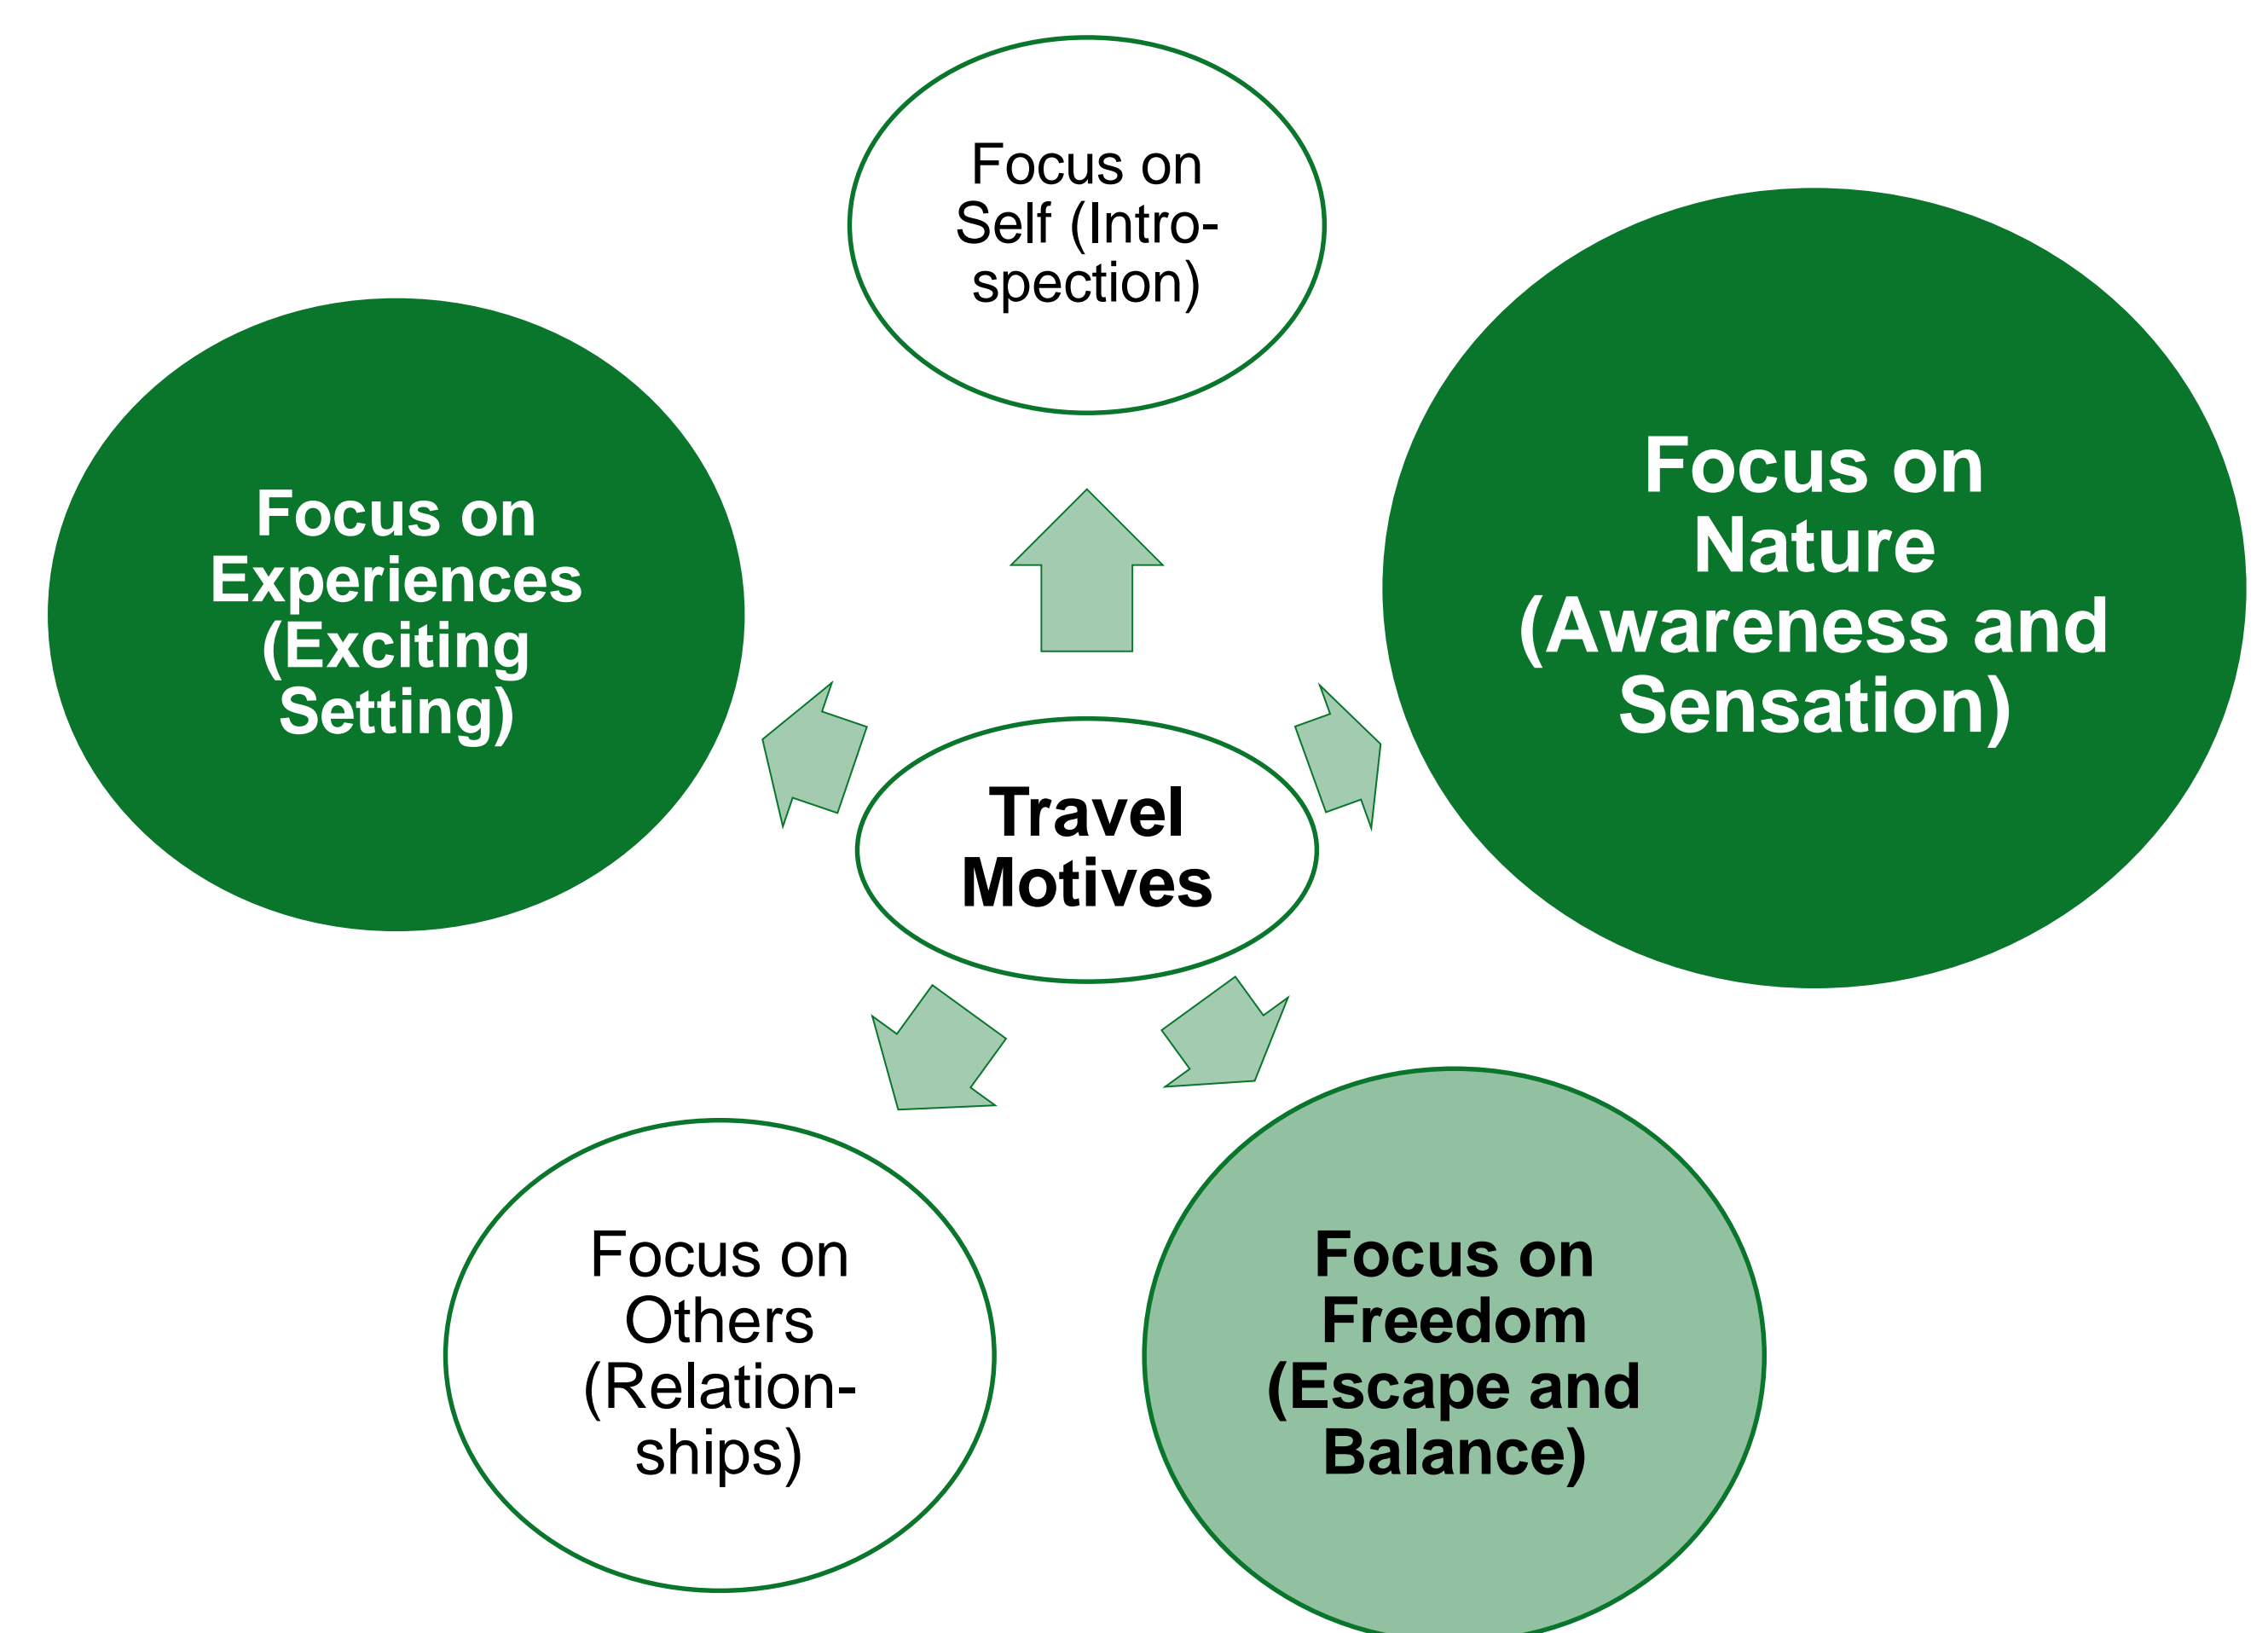 Focus on
Self (Intro-
spection)
Focus on
Experiences
(Exciting
Setting)
Focus on
Nature
(Awareness and
Sensation)
Travel
Motives
Focus on
Others
(Relation-
ships)
Focus on
Freedom
(Escape and
Balance)